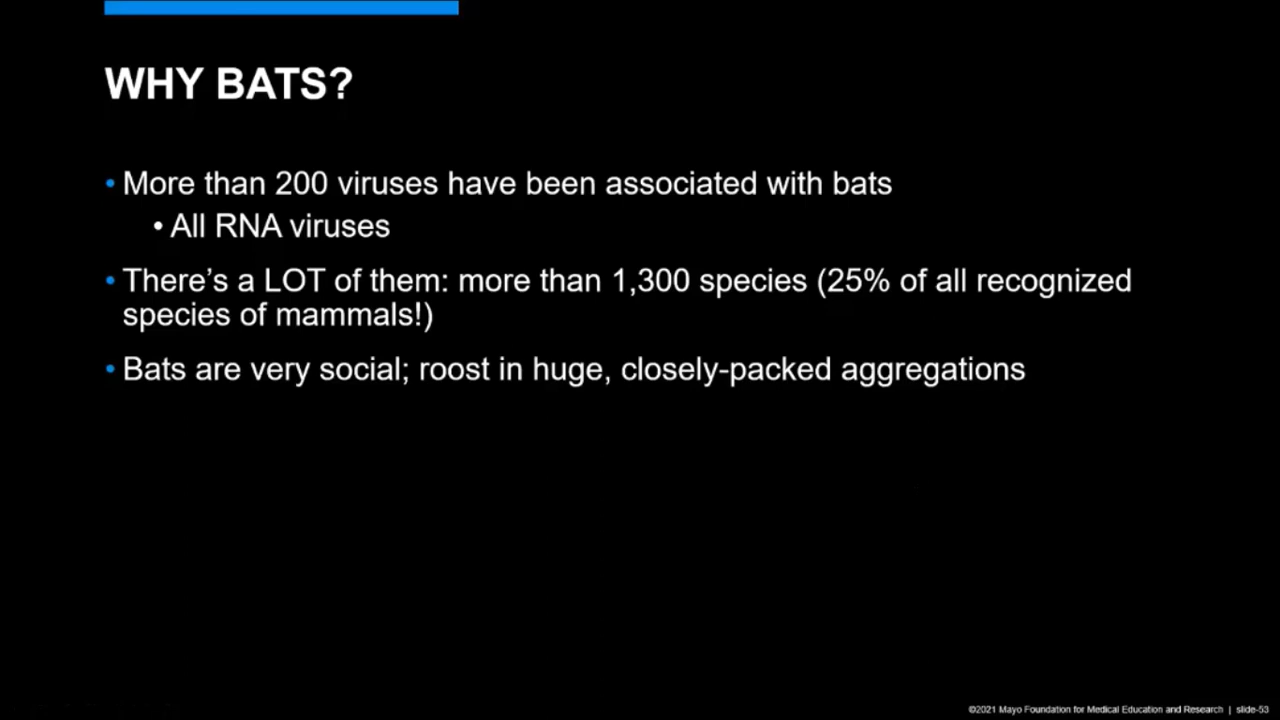 WHY BATS?
• More than 200 viruses have been associated with bats
• All RNA viruses
• There’s a LOT of them: more than 1,300 species (25% of all recognized
species of mammals!)
• Bats are very social; roost in huge, closely-packed aggregations
©2021 Mayo Foundation for Medical Education and Research | slide-53